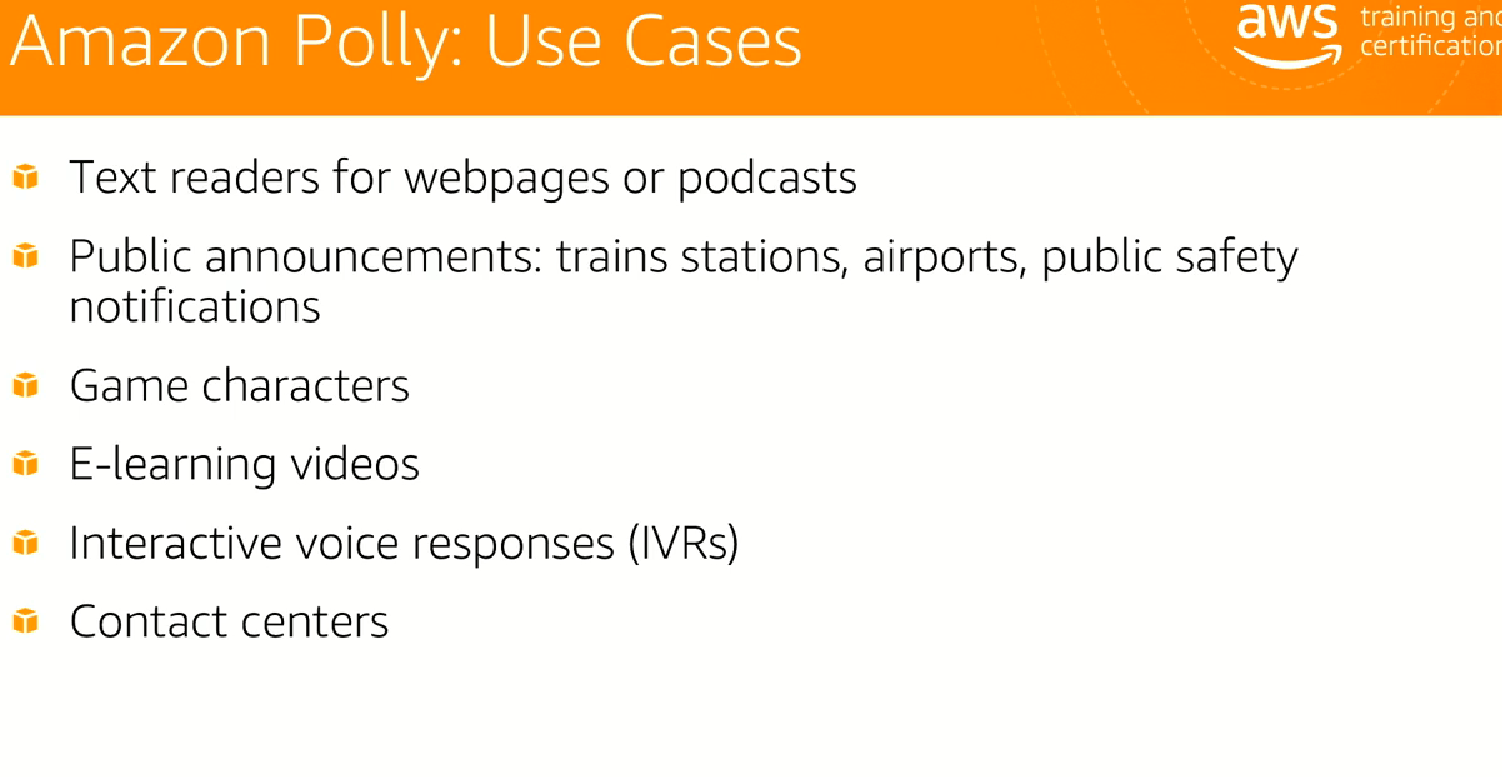 Amazon Polly: Use Cases
aws
training and
certification
Text readers for webpages or podcasts
Public announcements: trains stations, airports, public safety
notifications
Game characters
E-learning videos
Interactive voice responses (IVRs)
Contact centers